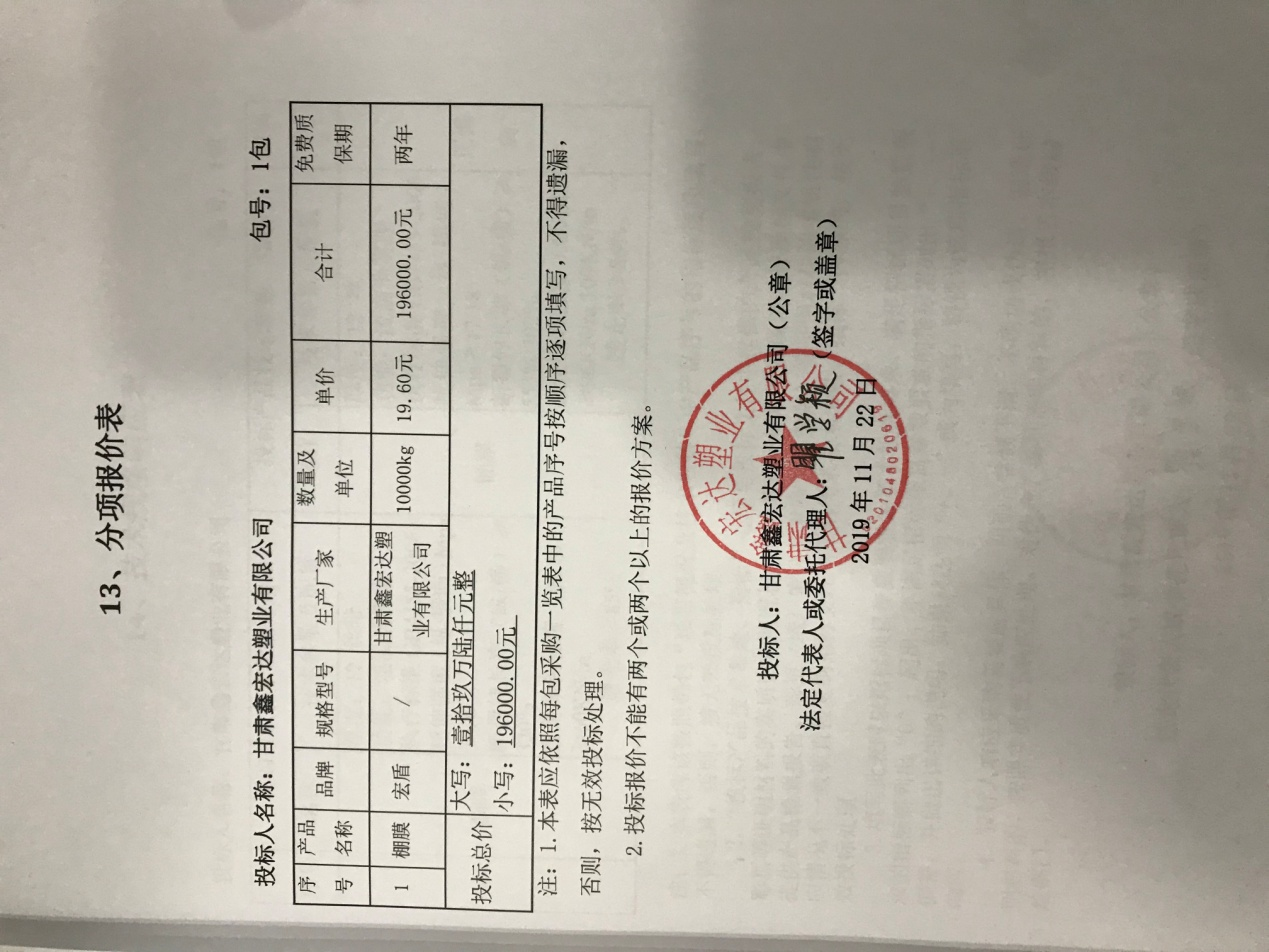 13、分项报价表
投标人名称：甘肃鑫宏达塑业有限公司 包号：1包
序号 产品名称 品牌 规格型号 生产厂家 数量及单位 单价 合计 免费质保期
1 棚膜 宏盾 / 甘肃鑫宏达塑业有限公司 10000kg 19.60元 196000.00元 两年
投标总价 大写：壹拾玖万陆仟元整
小写：196000.00元
注：1.本表应依照每包采购一览表中的产品序号按顺序逐项填写，不得遗漏，
否则，按无效投标处理。
2.投标报价不能有两个或两个以上的报价方案。
投标人：甘肃鑫宏达塑业有限公司（公章）
法定代表人或委托代理人：（签字或盖章）
2019年11月22日